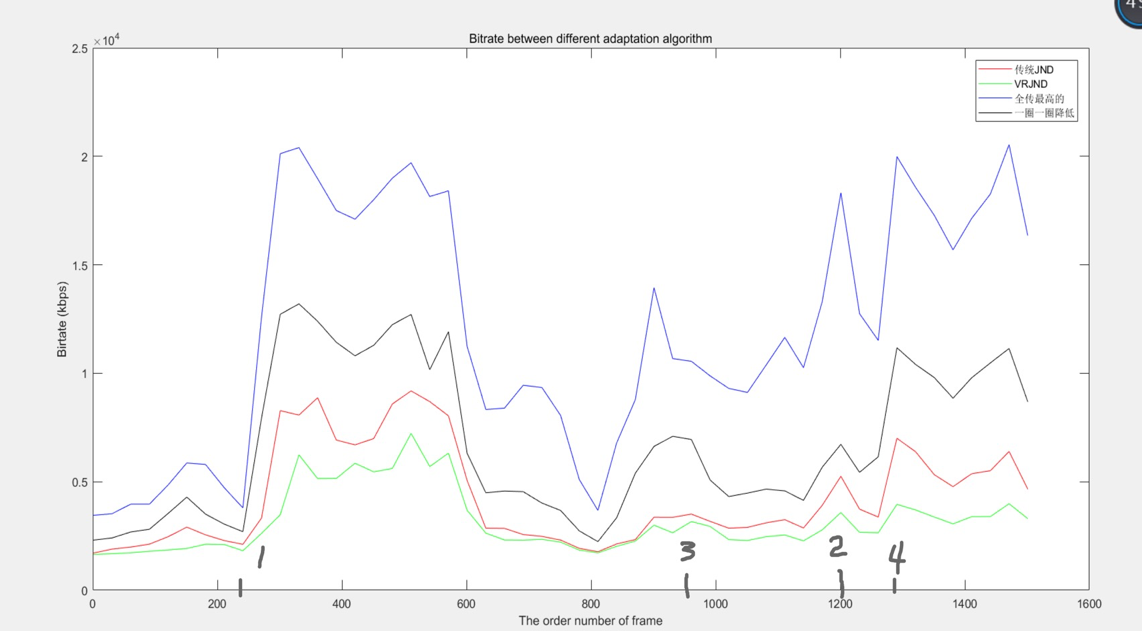 Bitrate between different adaptation algorithm
×10⁴
2.5
2
1.5
1
0.5
0
Birtate (kbps)
传统JND
VRJND
全传最高的
一圈一圈降低
1
3
2
4
0 200 400 600 800 1000 1200 1400 1600
The order number of frame